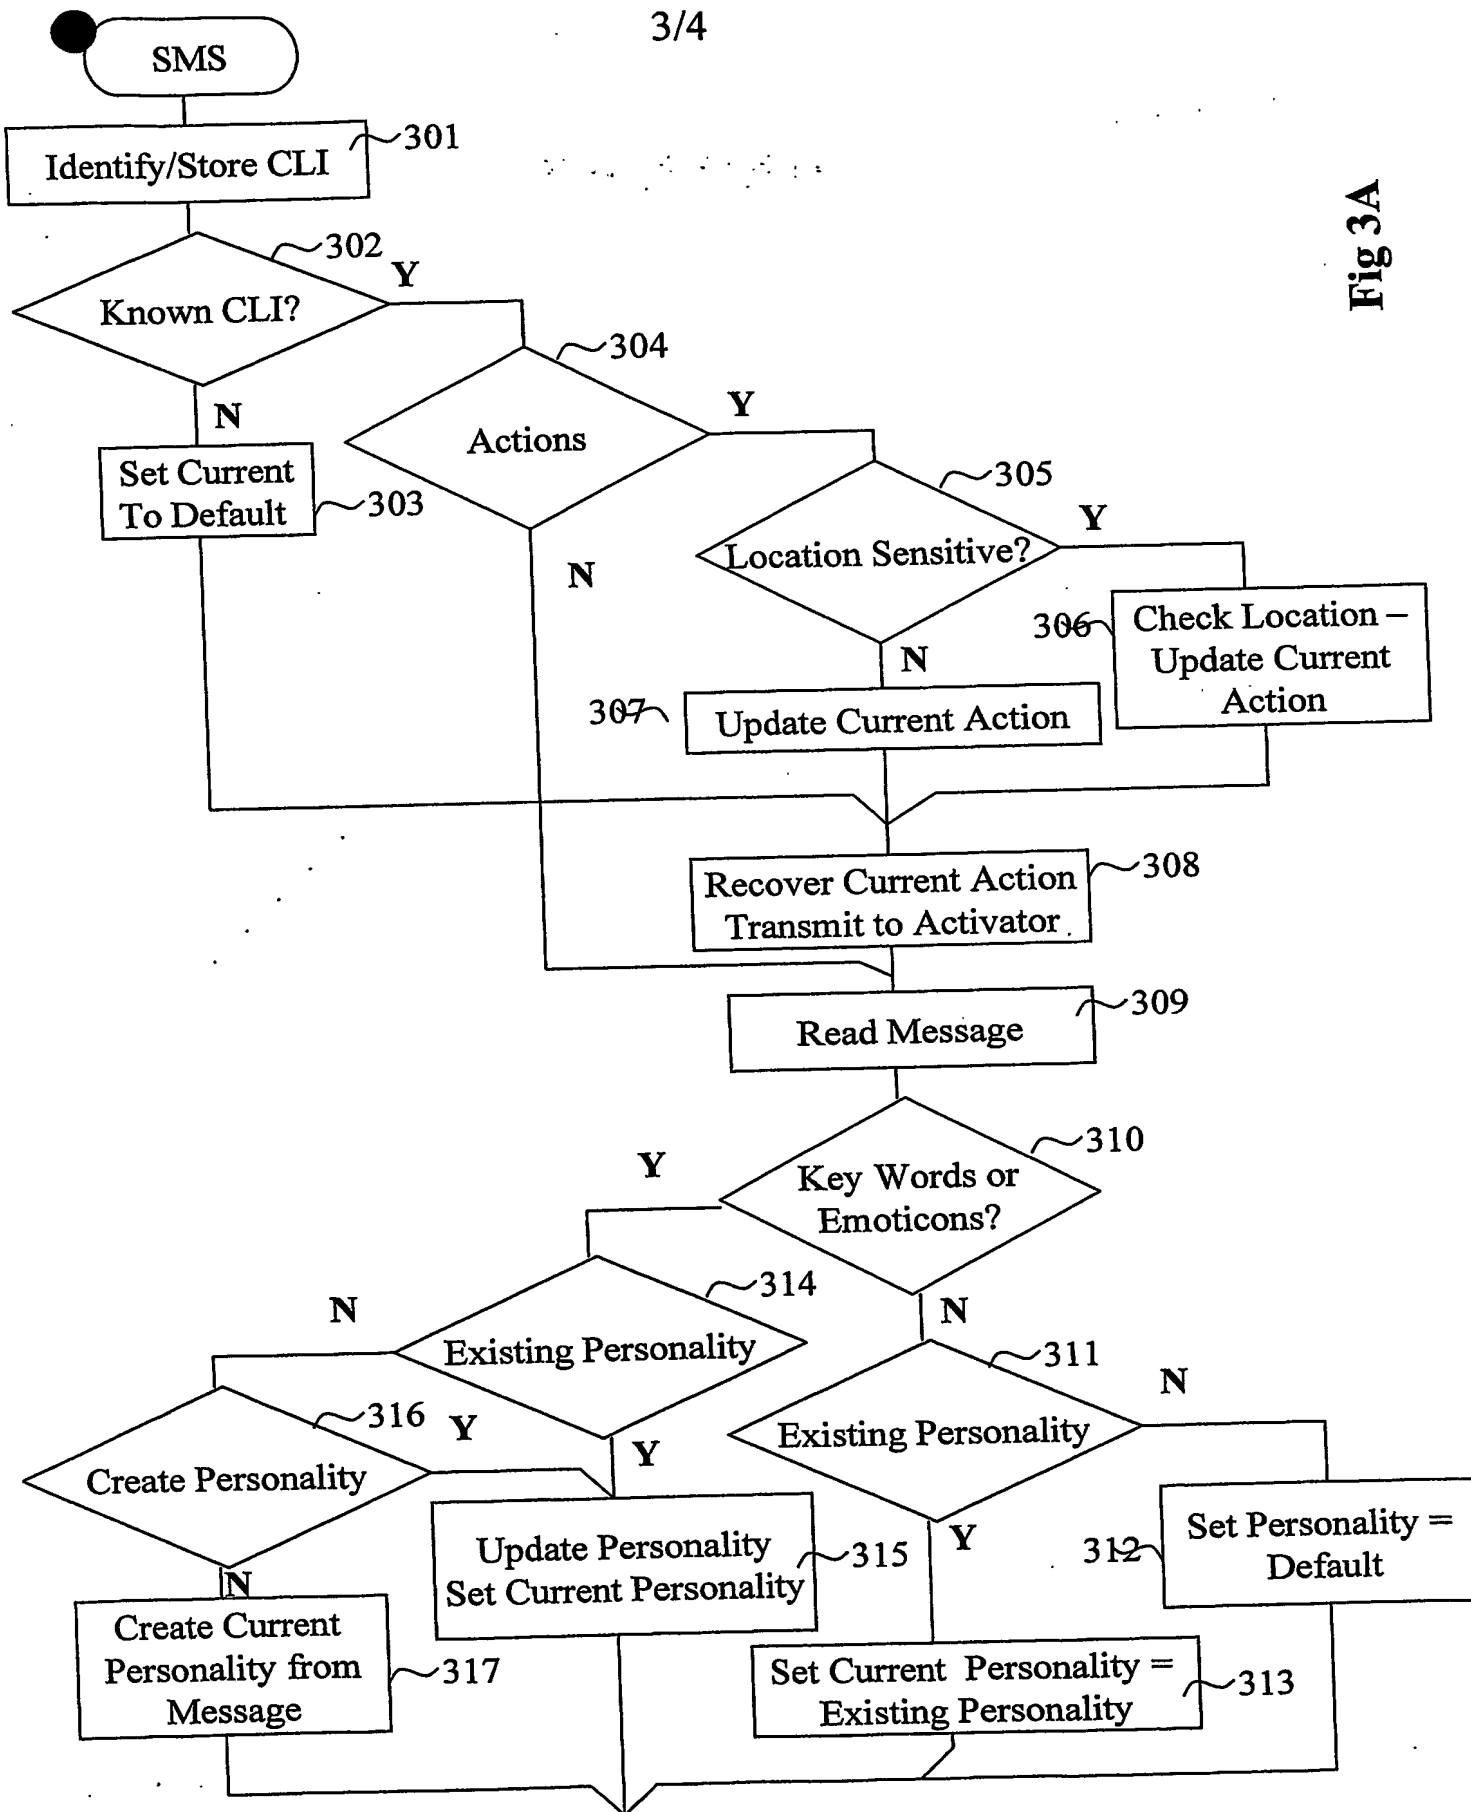 3/4
SMS
301
Identify/Store CLI
302
Y
Known CLI?
304
N
Y
Actions
Set Current
To Default
303
305
Y
Location Sensitive?
N
306
Check Location –
Update Current
Action
N
307
Update Current Action
308
Recover Current Action
Transmit to Activator
309
Read Message
310
Y
Key Words or
Emoticons?
314
N
N
Existing Personality
311
N
316
Y
Existing Personality
Create Personality
Y
Update Personality
Set Current Personality
315
Y
312
Set Personality =
Default
N
Create Current
Personality from
Message
317
Set Current Personality =
Existing Personality
313
Fig 3A